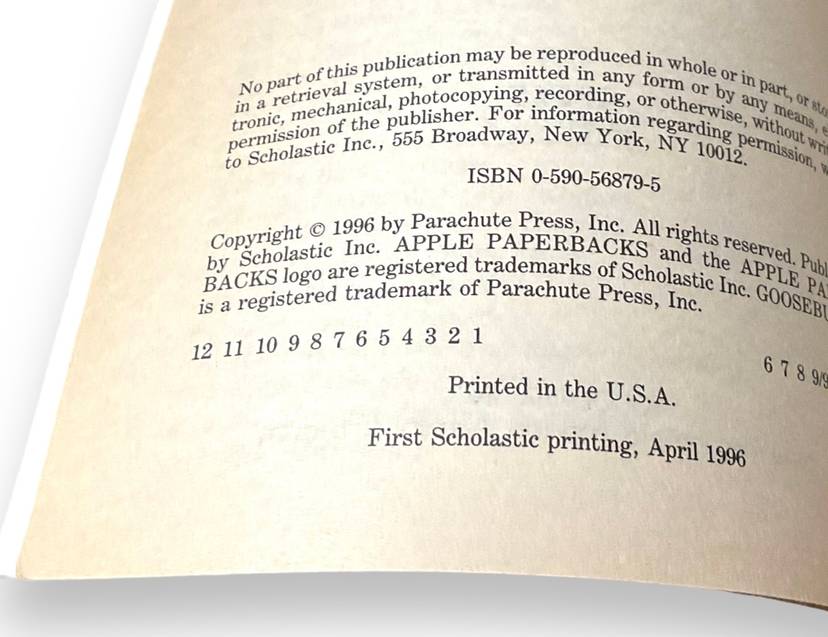 No part of this publication may be reproduced in whole or in part, or
in a retrieval system, or transmitted in any form or by any means,
tronic, mechanical, photocopying, recording, or otherwise, without
permission of the publisher. For information regarding permission,
to Scholastic Inc., 555 Broadway, New York, NY 10012.
ISBN 0-590-56879-5
Copyright © 1996 by Parachute Press, Inc. All rights reserved.
by Scholastic Inc. APPLE PAPERBACKS and the APPLE
BACKS logo are registered trademarks of Scholastic Inc.
is a registered trademark of Parachute Press, Inc.
12 11 10 9 8 7 6 5 4 3 2 1
6 7 8 9/9
Printed in the U.S.A.
First Scholastic printing, April 1996